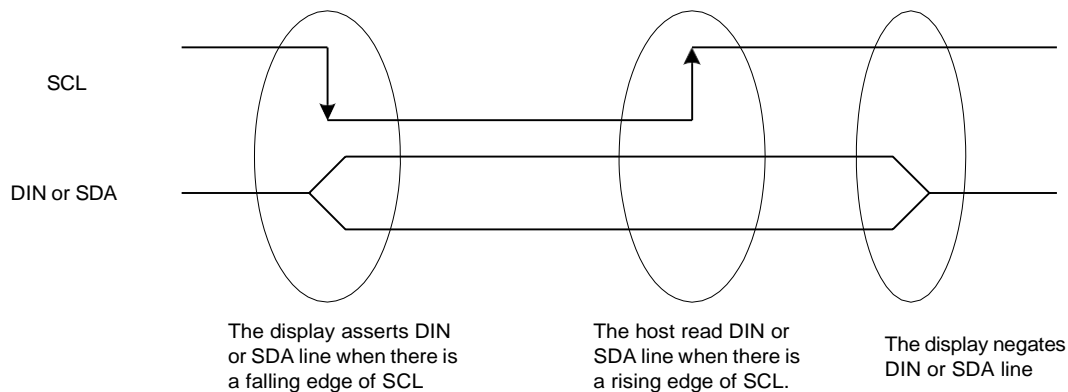 SCL
DIN or SDA
The display asserts DIN
or SDA line when there is
a falling edge of SCL
The host read DIN or
SDA line when there is
a rising edge of SCL.
The display negates
DIN or SDA line